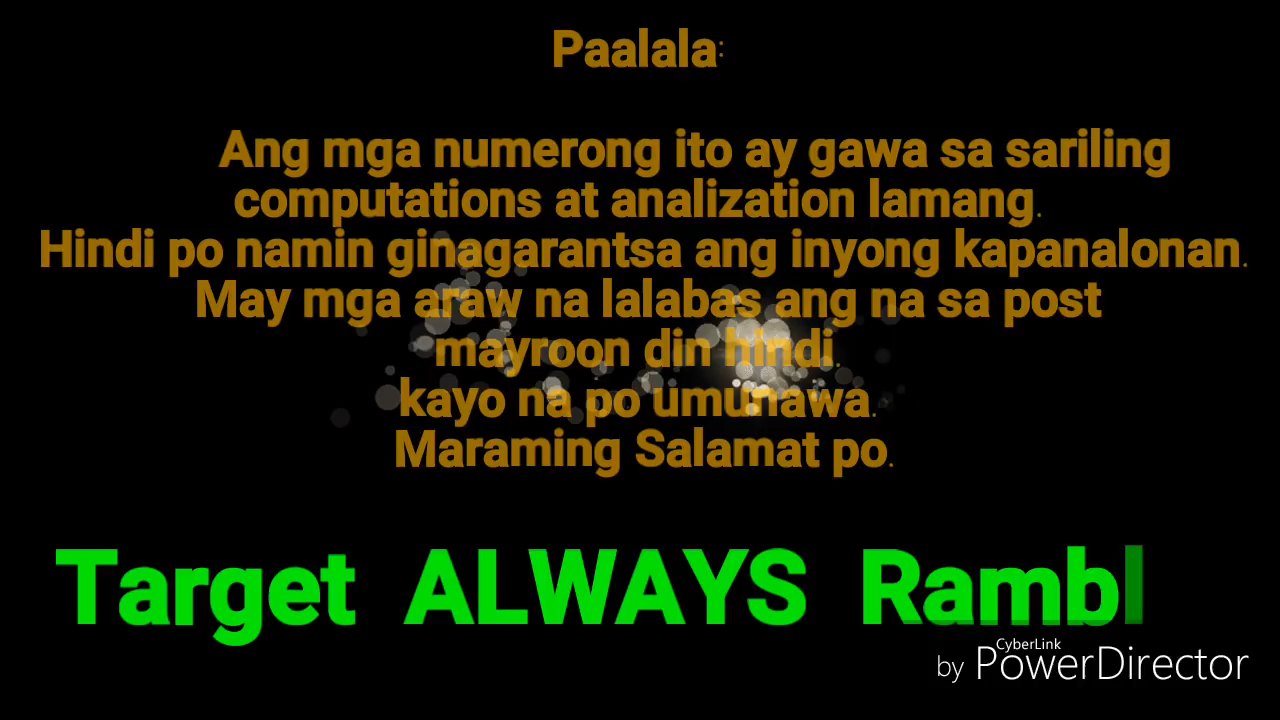 Paalala:
Ang mga numerong ito ay gawa sa sariling
computations at analization lamang.
Hindi po namin ginagarantsa ang inyong kapanalonan.
May mga araw na lalabas ang na sa post
mayroon din hindi.
kayo na po umunawa.
Maraming Salamat po.
Target ALWAYS Rambl
CyberLink
by PowerDirector